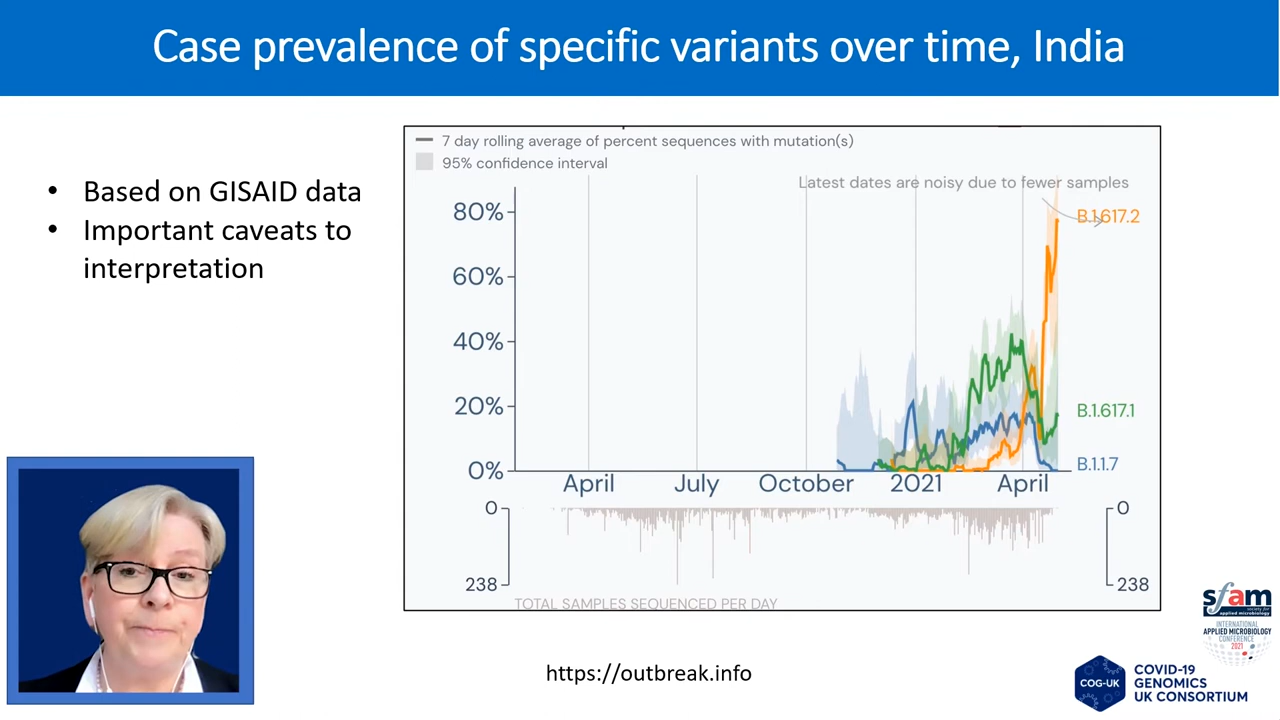 Case prevalence of specific variants over time, India
• Based on GISAID data
• Important caveats to
interpretation
7 day rolling average of percent sequences with mutation(s)
95% confidence interval
Latest dates are noisy due to fewer samples
80%
60%
40%
20%
0%
B.1.617.2
B.1.617.1
B.1.1.7
April July October 2021 April
0 0
238 238
TOTAL SAMPLES SEQUENCED PER DAY
https://outbreak.info
sfam
society for
applied microbiology
INTERNATIONAL
APPLIED MICROBIOLOGY
CONFERENCE
2021
COG-UK
COVID-19
GENOMICS
UK CONSORTIUM